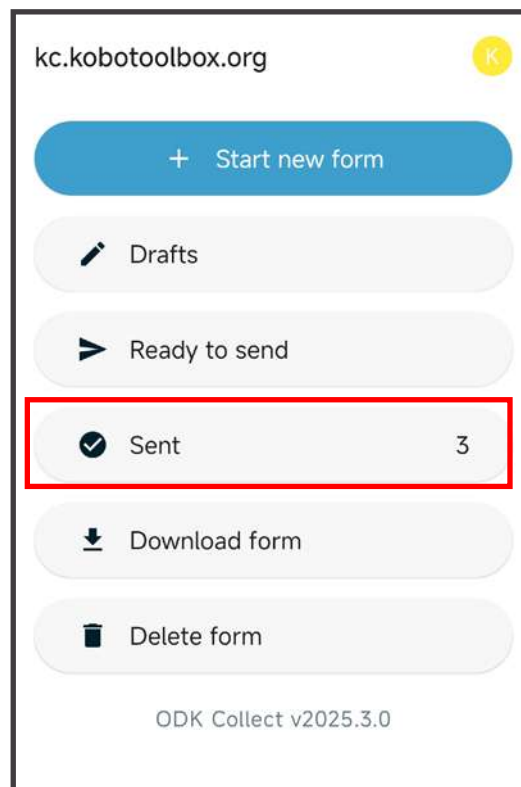 kc.kobotoolbox.org
K
+ Start new form
Drafts
Ready to send
Sent 3
Download form
Delete form
ODK Collect v2025.3.0